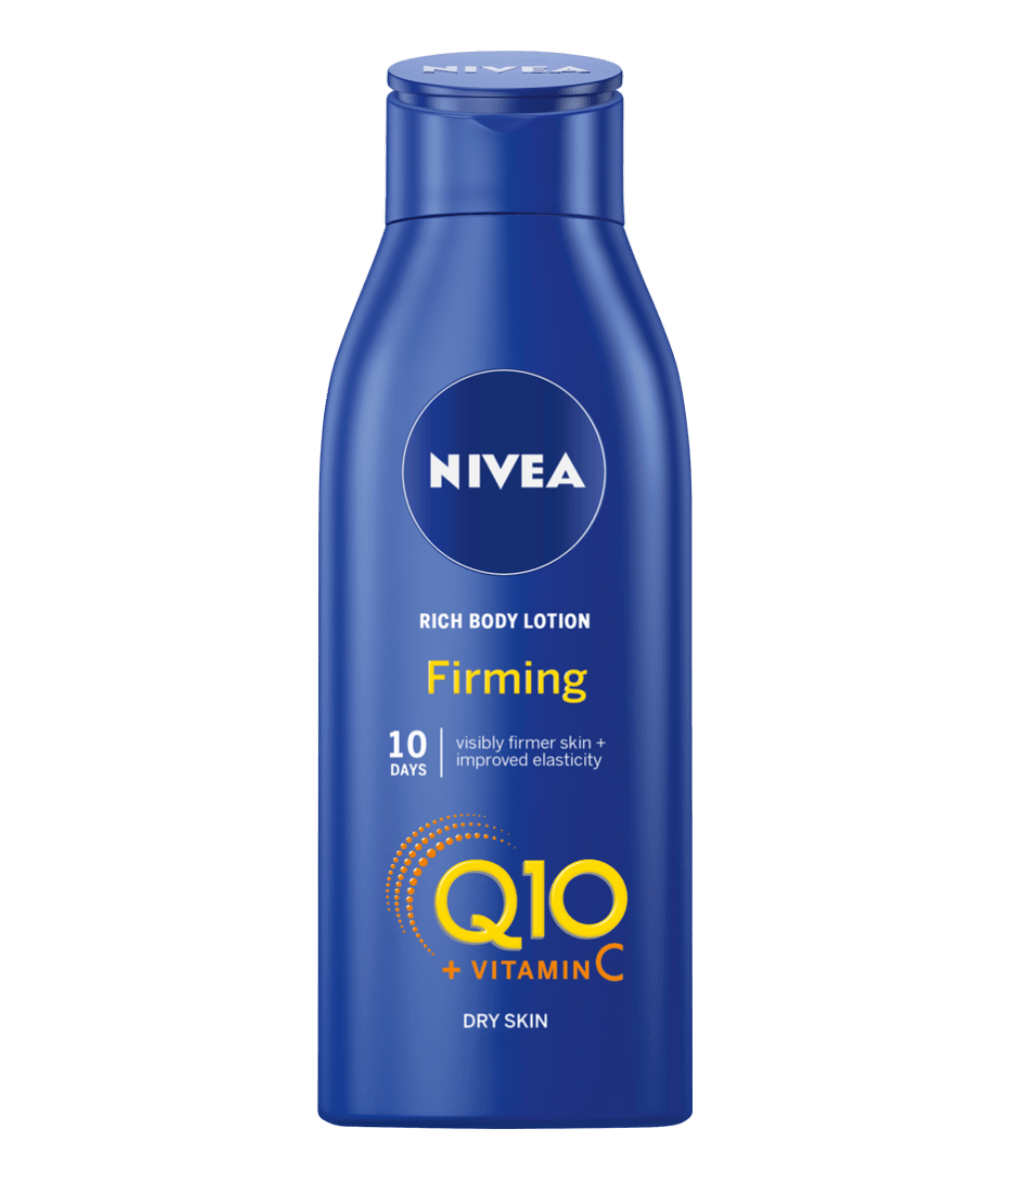 NIVEA
NIVEA
RICH BODY LOTION
Firming
10 DAYS
visibly firmer skin +
improved elasticity
Q10
+ VITAMIN C
DRY SKIN